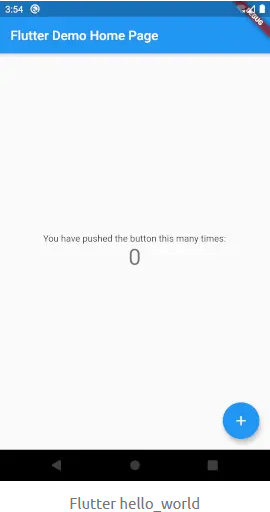 3:54
DEBUG
Flutter Demo Home Page
You have pushed the button this many times:
0
Flutter hello_world